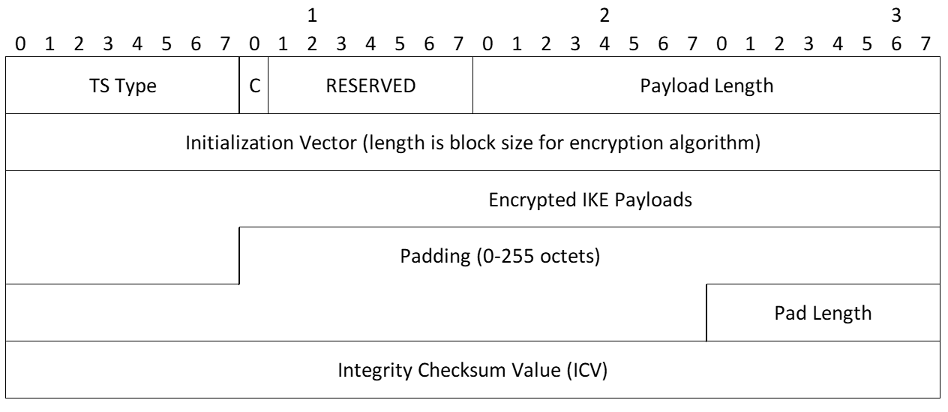 1 2 3
0 1 2 3 4 5 6 7 0 1 2 3 4 5 6 7 0 1 2 3 4 5 6 7 0 1 2 3 4 5 6 7
TS Type C RESERVED Payload Length
Initialization Vector (length is block size for encryption algorithm)
Encrypted IKE Payloads
Padding (0-255 octets)
Pad Length
Integrity Checksum Value (ICV)